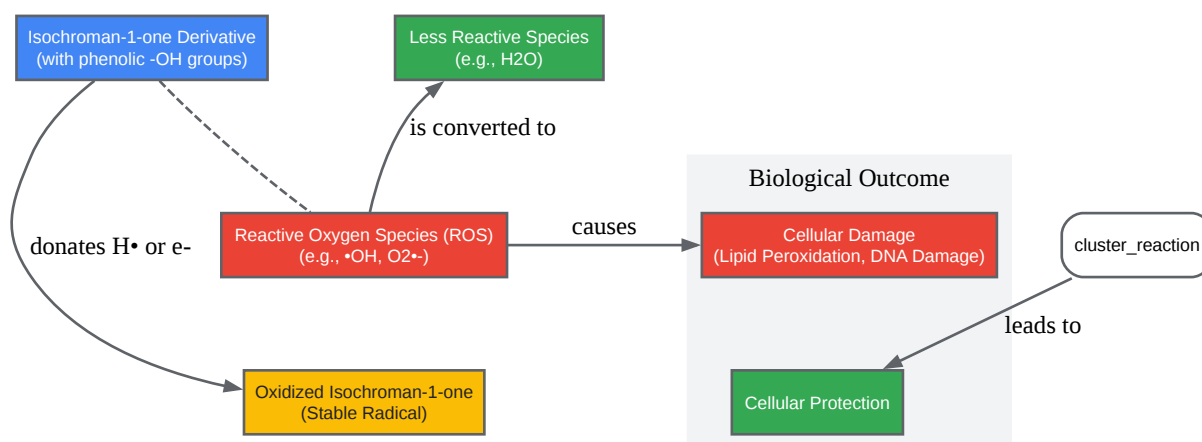 Isochroman-1-one Derivative
(with phenolic -OH groups)
Less Reactive Species
(e.g., H2O)
is converted to
Biological Outcome
donates H• or e-
Reactive Oxygen Species (ROS)
(e.g., •OH, O2•-)
causes
Cellular Damage
(Lipid Peroxidation, DNA Damage)
cluster_reaction
leads to
Oxidized Isochroman-1-one
(Stable Radical)
Cellular Protection